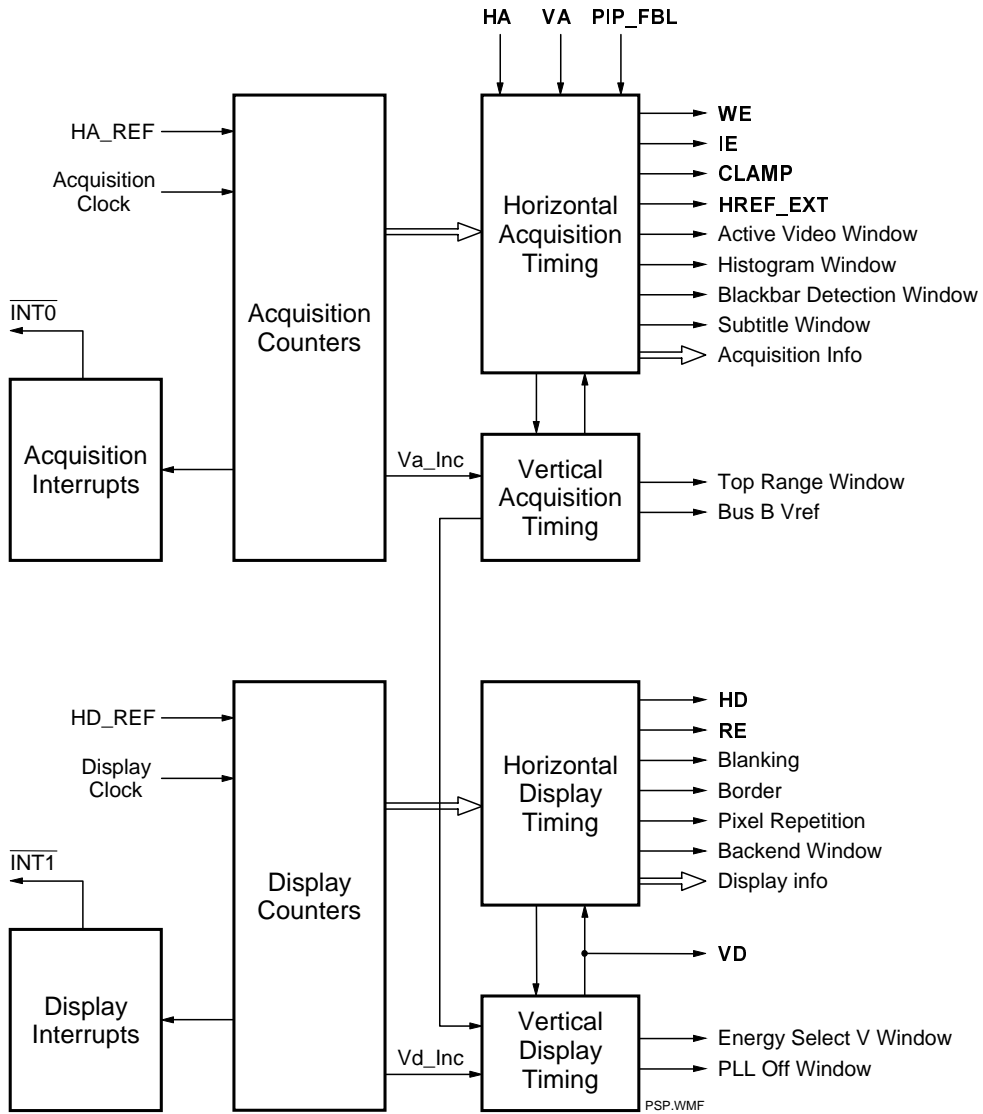 HA VA PIP_FBL
HA_REF
Acquisition
Clock
INT0
Acquisition
Interrupts
Acquisition
Counters
Horizontal
Acquisition
Timing
WE
IE
CLAMP
HREF_EXT
Active Video Window
Histogram Window
Blackbar Detection Window
Subtitle Window
Acquisition Info
Va_Inc
Vertical
Acquisition
Timing
Top Range Window
Bus B Vref
HD_REF
Display
Clock
INT1
Display
Interrupts
Display
Counters
Horizontal
Display
Timing
HD
RE
Blanking
Border
Pixel Repetition
Backend Window
Display info
VD
Vd_Inc
Vertical
Display
Timing
Energy Select V Window
PLL Off Window
PSP.WMF